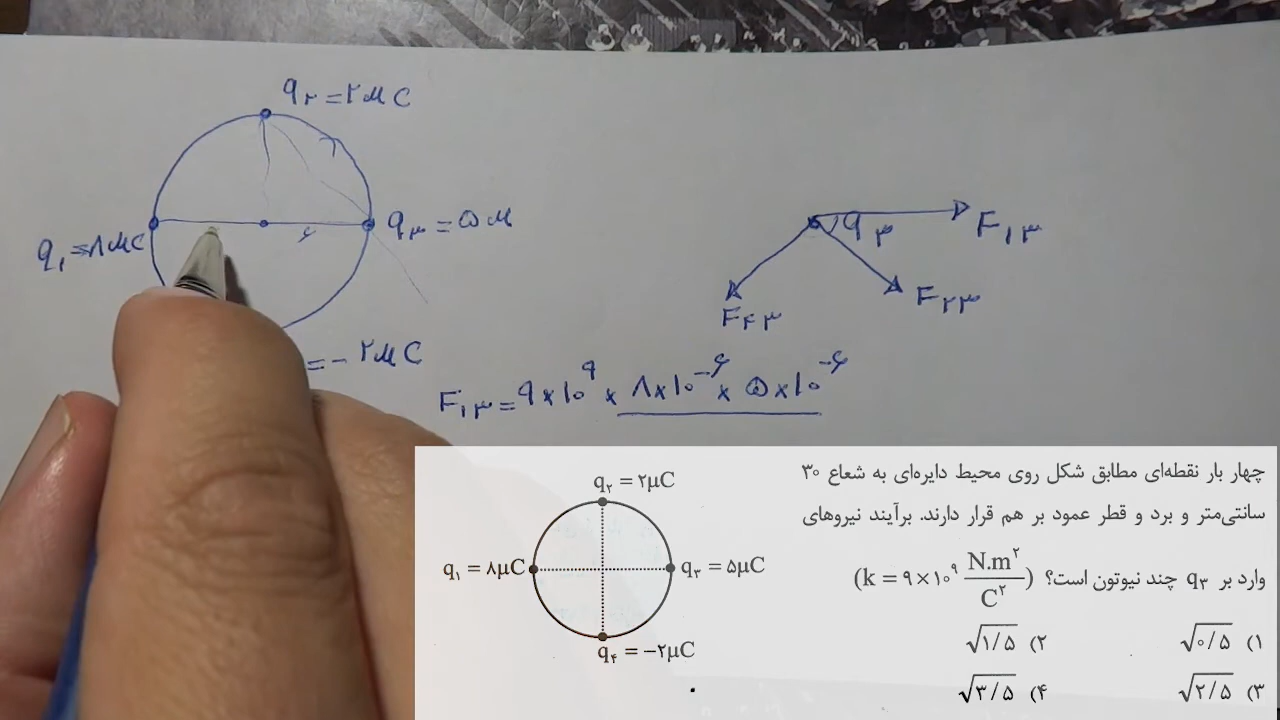 q۲ = ۲μC
q۱ = ۸μC
q۳ = ۵μ
= - ۲μC
q۳
F۱۳
F۲۳
F۴۳
F۱۳ = ۹×۱۰^۹ × ۸×۱۰^-۶ × ۵×۱۰^-۶
چهار بار نقطه‌ای مطابق شکل روی محیط دایره‌ای به شعاع ۳۰
سانتی‌متر و برد و قطر عمود بر هم قرار دارند. برآیند نیروهای
وارد بر q۳ چند نیوتون است؟ (k = ۹×۱۰^۹ N.m^۲/C^۲)
q۲ = ۲μC
q۱ = ۸μC
q۳ = ۵μC
q۴ = -۲μC
۱) √۰/۵
۲) √۱/۵
۳) √۲/۵
۴) √۳/۵